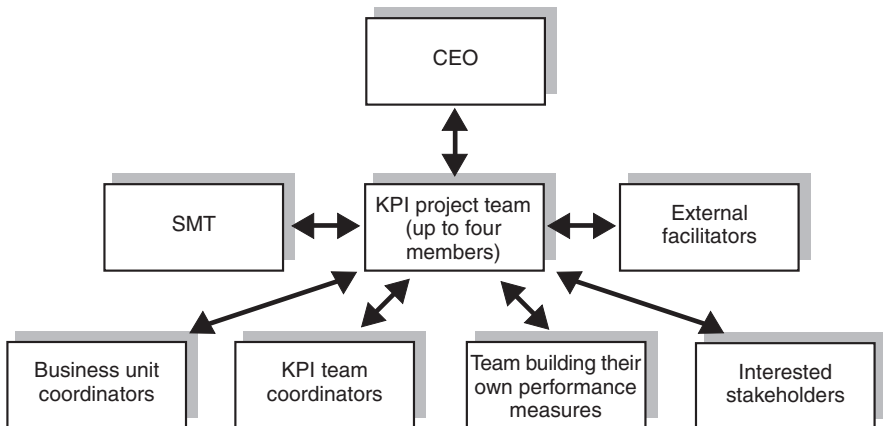 CEO
SMT
KPI project team
(up to four
members)
External
facilitators
Business unit
coordinators
KPI team
coordinators
Team building their
own performance
measures
Interested
stakeholders